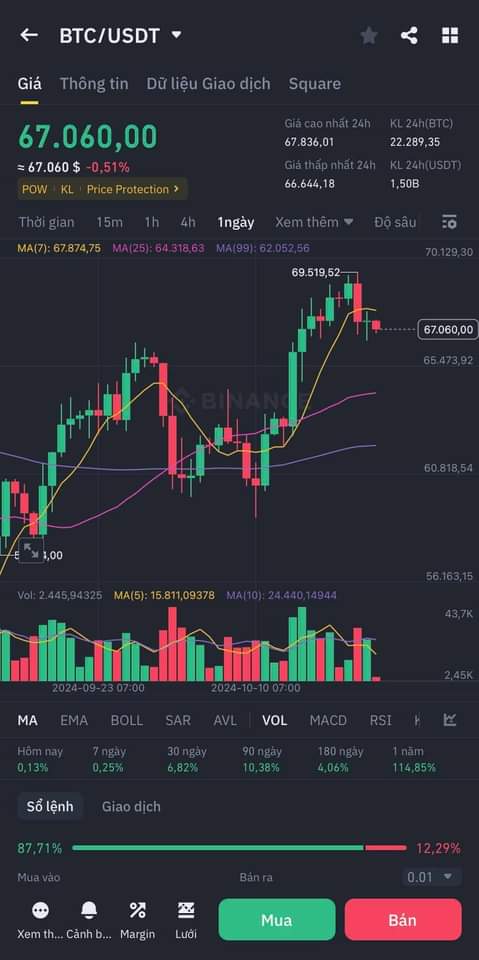 BTC/USDT
Giá Thông tin Dữ liệu Giao dịch Square
67.060,00
≈ 67.060 $ -0,51%
POW KL Price Protection
Giá cao nhất 24h KL 24h(BTC)
67.836,01 22.289,35
Giá thấp nhất 24h KL 24h(USDT)
66.644,18 1,50B
Thời gian 15m 1h 4h 1ngày Xem thêm Độ sâu
MA(7): 67.874,75 MA(25): 64.318,63 MA(99): 62.052,56
70.129,30
69.519,52
67.060,00
65.473,92
BINANCE
60.818,54
56.163,15
Vol: 2.445,94325 MA(5): 15.811,09378 MA(10): 24.440,14944
43,7K
2,45K
2024-09-23 07:00 2024-10-10 07:00
MA EMA BOLL SAR AVL VOL MACD RSI
Hôm nay 7 ngày 30 ngày 90 ngày 180 ngày 1 năm
0,13% 0,25% 6,82% 10,38% 4,06% 114,85%
Sổ lệnh Giao dịch
87,71% 12,29%
Mua vào Bán ra 0.01
Xem th... Cảnh b... Margin Lưới Mua Bán